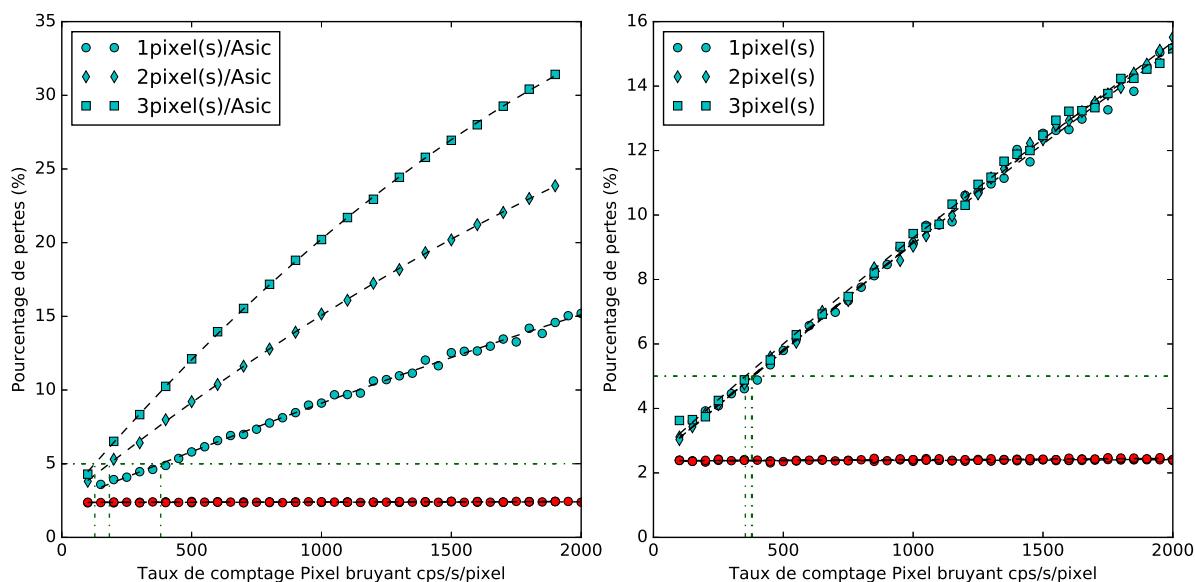 35
30
25
20
15
10
5
0
Pourcentage de pertes (%)
1pixel(s)/Asic
2pixel(s)/Asic
3pixel(s)/Asic
0
500
1000
1500
2000
Taux de comptage Pixel bruyant cps/s/pixel
16
14
12
10
8
6
4
2
0
Pourcentage de pertes (%)
1pixel(s)
2pixel(s)
3pixel(s)
0
500
1000
1500
2000
Taux de comptage Pixel bruyant cps/s/pixel